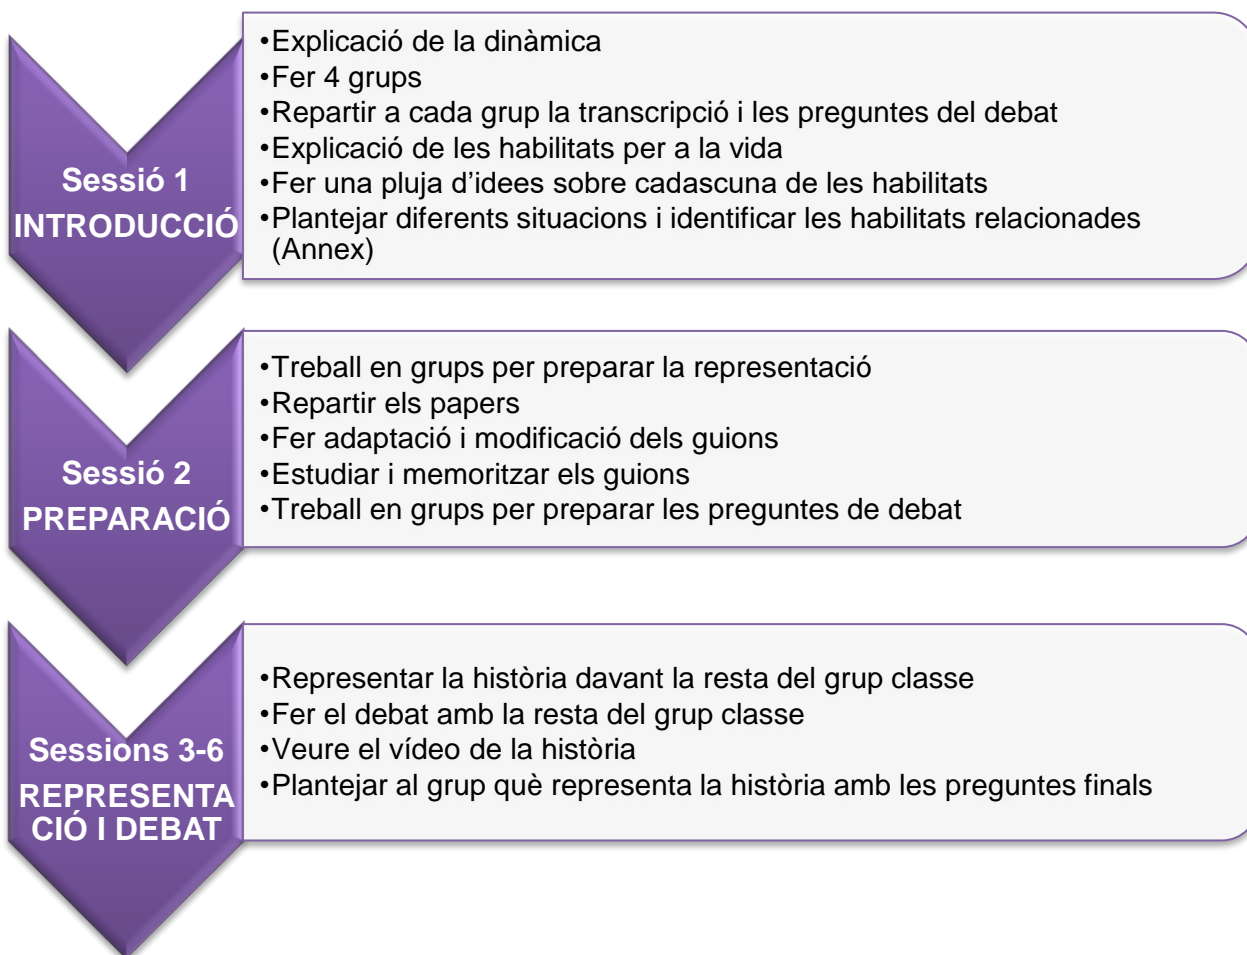 Sessió 1
INTRODUCCIÓ
•Explicació de la dinàmica
•Fer 4 grups
•Repartir a cada grup la transcripció i les preguntes del debat
•Explicació de les habilitats per a la vida
•Fer una pluja d’idees sobre cadascuna de les habilitats
•Plantejar diferents situacions i identificar les habilitats relacionades
(Annex)
Sessió 2
PREPARACIÓ
•Treball en grups per preparar la representació
•Repartir els papers
•Fer adaptació i modificació dels guions
•Estudiar i memoritzar els guions
•Treball en grups per preparar les preguntes de debat
Sessions 3-6
REPRESENTA
CIÓ I DEBAT
•Representar la història davant la resta del grup classe
•Fer el debat amb la resta del grup classe
•Veure el vídeo de la història
•Plantejar al grup què representa la història amb les preguntes finals